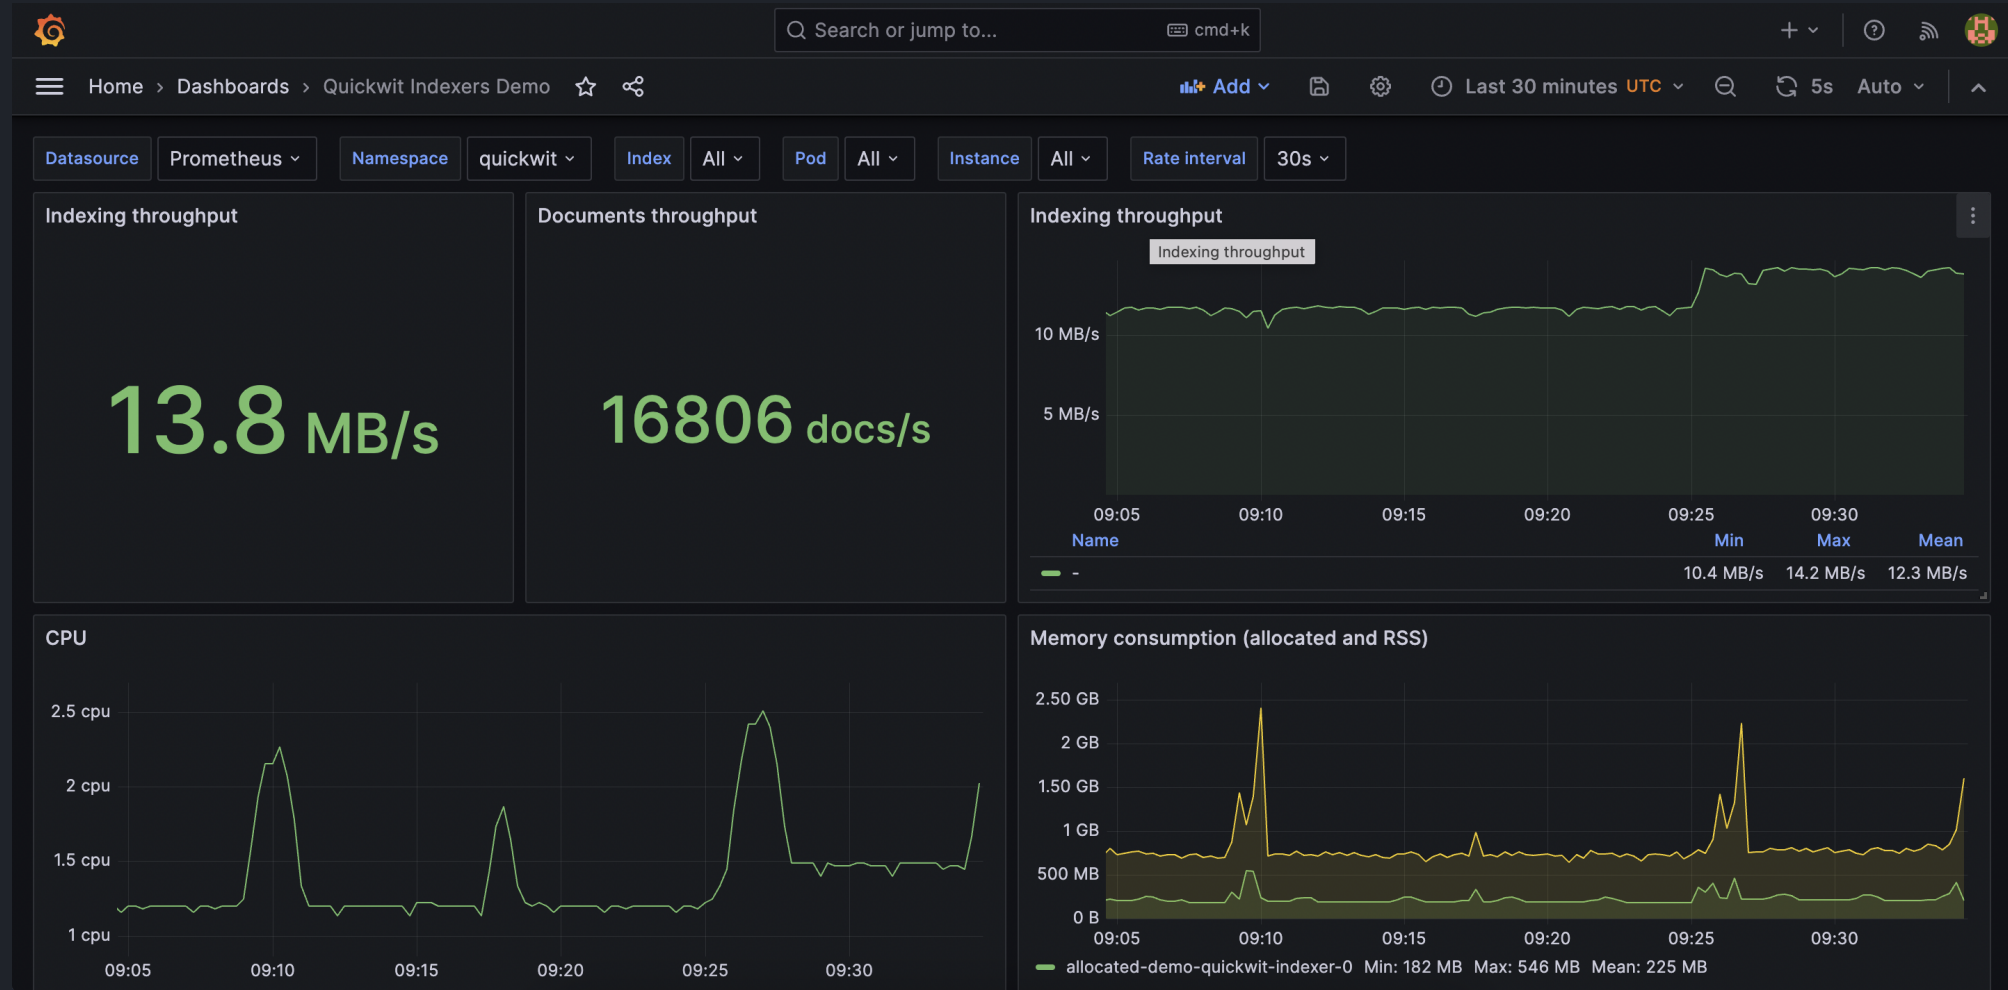 Search or jump to... cmd+k
Home › Dashboards › Quickwit Indexers Demo Add Last 30 minutes UTC 5s Auto
Datasource Prometheus Namespace quickwit Index All Pod All Instance All Rate interval 30s
Indexing throughput
13.8 MB/s
Documents throughput
16806 docs/s
Indexing throughput
Indexing throughput
10 MB/s
5 MB/s
09:05 09:10 09:15 09:20 09:25 09:30
Name Min Max Mean
- 10.4 MB/s 14.2 MB/s 12.3 MB/s
CPU
2.5 cpu
2 cpu
1.5 cpu
1 cpu
09:05 09:10 09:15 09:20 09:25 09:30
Memory consumption (allocated and RSS)
2.50 GB
2 GB
1.50 GB
1 GB
500 MB
0 B
09:05 09:10 09:15 09:20 09:25 09:30
allocated-demo-quickwit-indexer-0 Min: 182 MB Max: 546 MB Mean: 225 MB